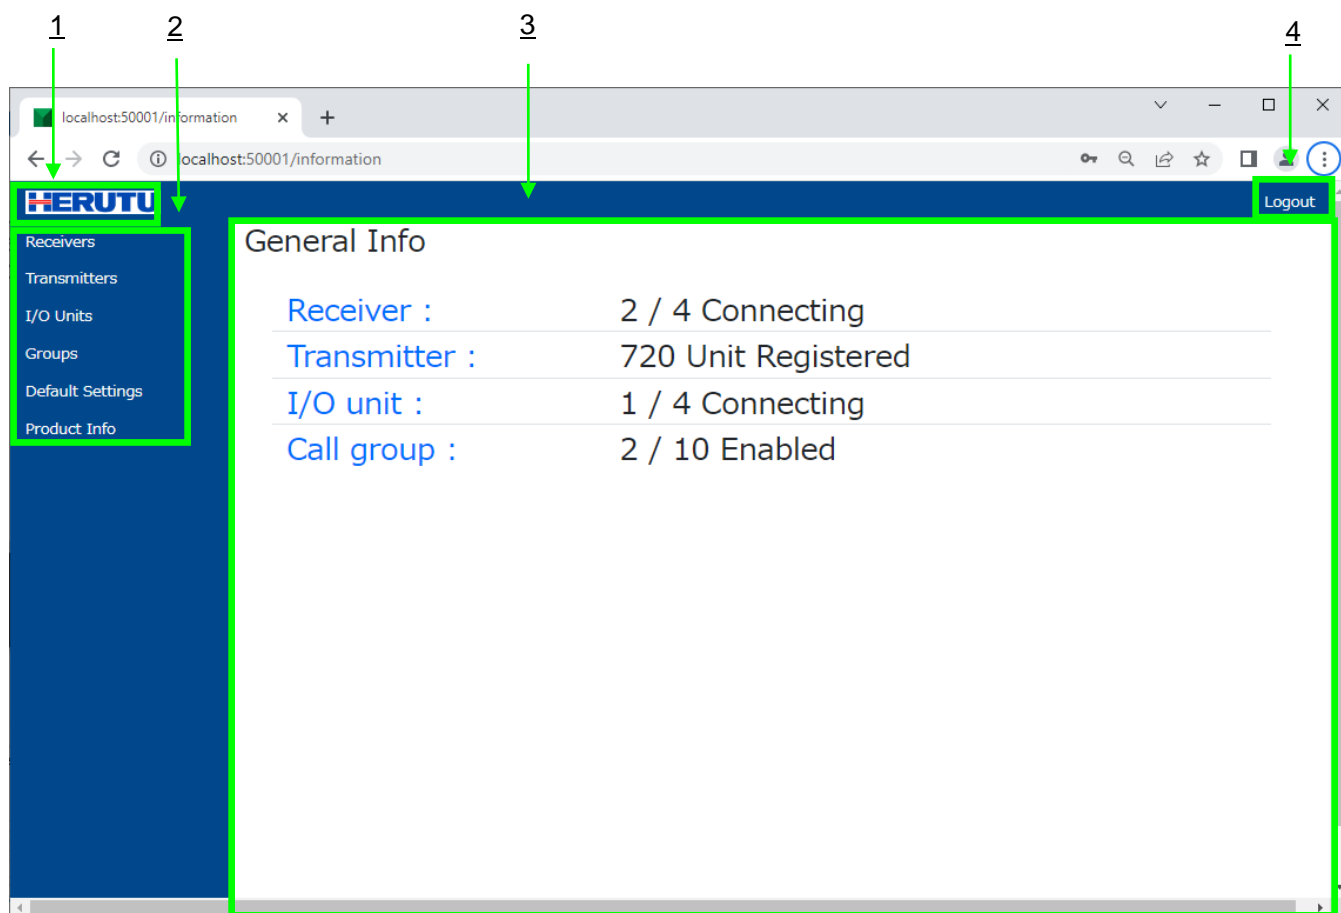 1 2 3 4
localhost:50001/information
localhost:50001/information
HERUTU
Logout
Receivers
Transmitters
I/O Units
Groups
Default Settings
Product Info
General Info
Receiver : 2 / 4 Connecting
Transmitter : 720 Unit Registered
I/O unit : 1 / 4 Connecting
Call group : 2 / 10 Enabled